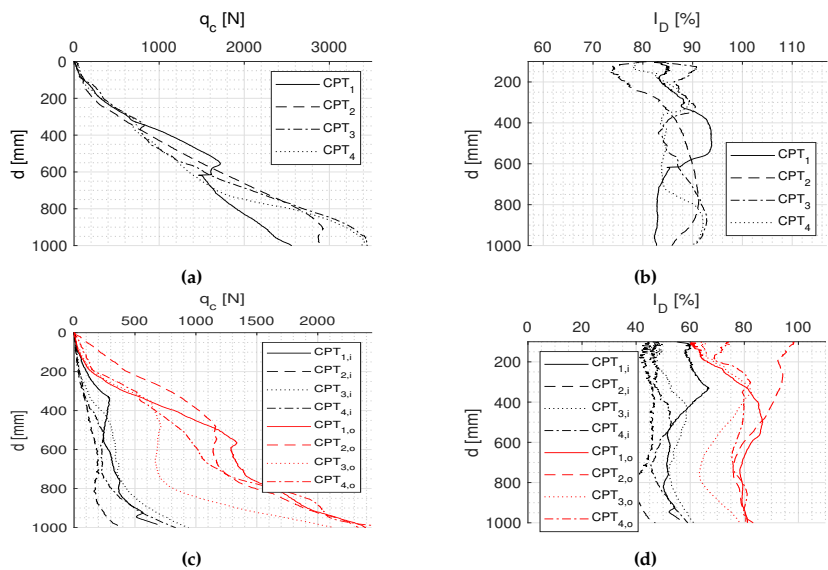 q_c [N]
0 1000 2000 3000
0
200
400
600
800
1000
d [mm]
CPT_1
CPT_2
CPT_3
CPT_4
(a)
I_D [%]
60 70 80 90 100 110
200
400
600
800
1000
d [mm]
CPT_1
CPT_2
CPT_3
CPT_4
(b)
q_c [N]
0 500 1000 1500 2000
0
200
400
600
800
1000
d [mm]
CPT_1,i
CPT_2,i
CPT_3,i
CPT_4,i
CPT_1,o
CPT_2,o
CPT_3,o
CPT_4,o
(c)
I_D [%]
0 20 40 60 80 100
200
400
600
800
1000
d [mm]
CPT_1,i
CPT_2,i
CPT_3,i
CPT_4,i
CPT_1,o
CPT_2,o
CPT_3,o
CPT_4,o
(d)